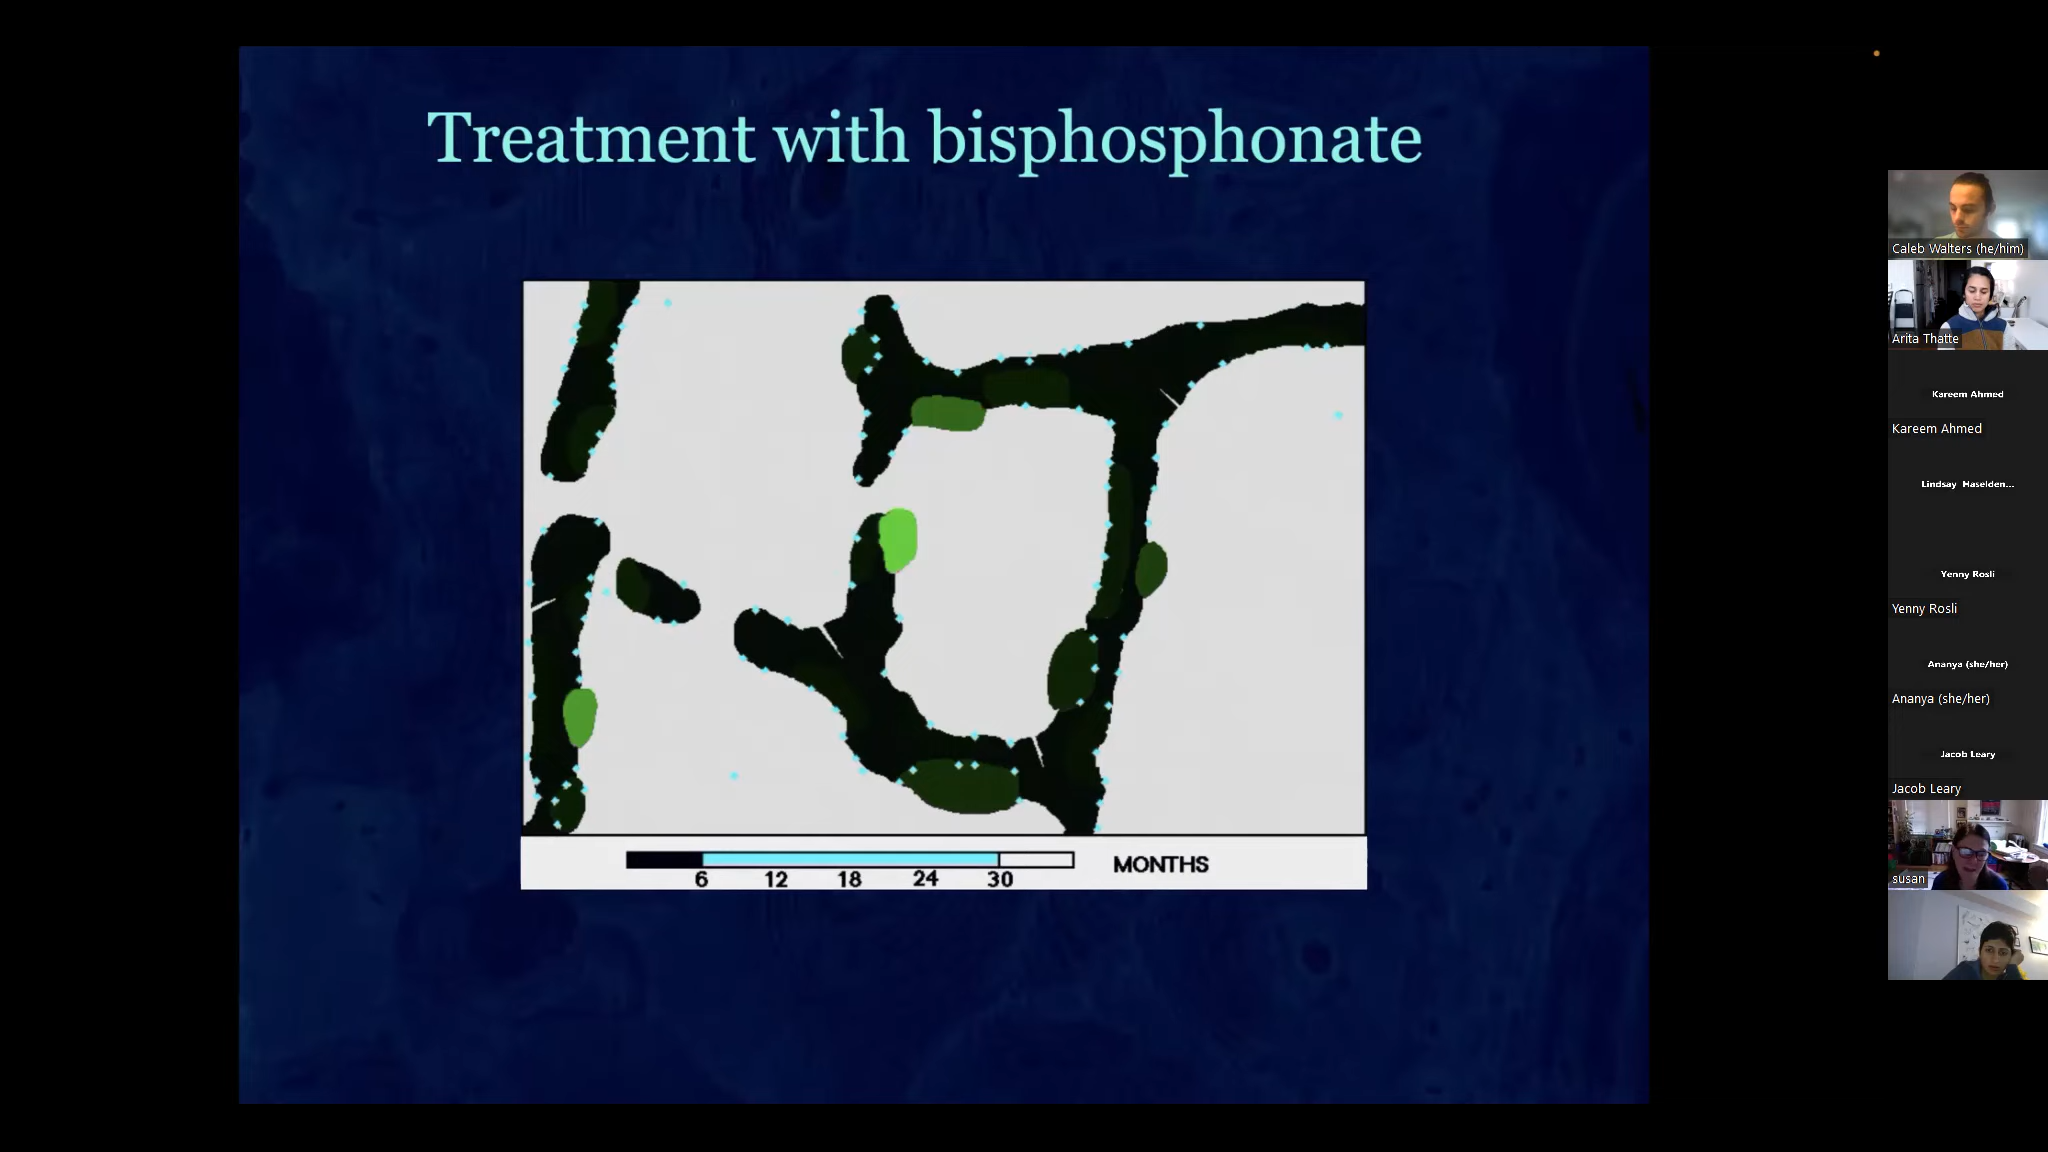 Treatment with bisphosphonate
6 12 18 24 30
MONTHS
Caleb Walters (he/him)
Arita Thatte
Kareem Ahmed
Kareem Ahmed
Lindsay Haselden...
Yenny Rosli
Yenny Rosli
Ananya (she/her)
Ananya (she/her)
Jacob Leary
Jacob Leary
susan